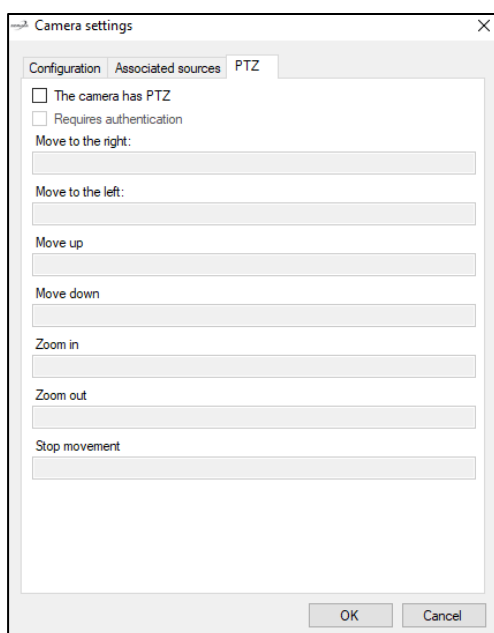 Camera settings
Configuration Associated sources PTZ
The camera has PTZ
Requires authentication
Move to the right:
Move to the left:
Move up
Move down
Zoom in
Zoom out
Stop movement
OK Cancel